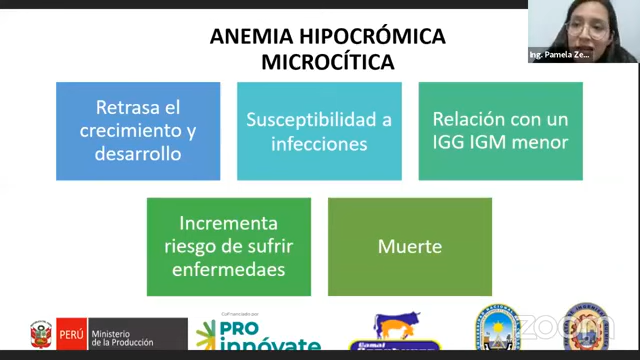 ANEMIA HIPOCRÓMICA
MICROCÍTICA
Ing. Pamela Ze...
Retrasa el
crecimiento y
desarrollo
Susceptibilidad a
infecciones
Relación con un
IGG IGM menor
Incrementa
riesgo de sufrir
enfermedaes
Muerte
PERÚ
Ministerio
de la Producción
Cofinanciado por:
PRO
innóvate
Camal
zoom